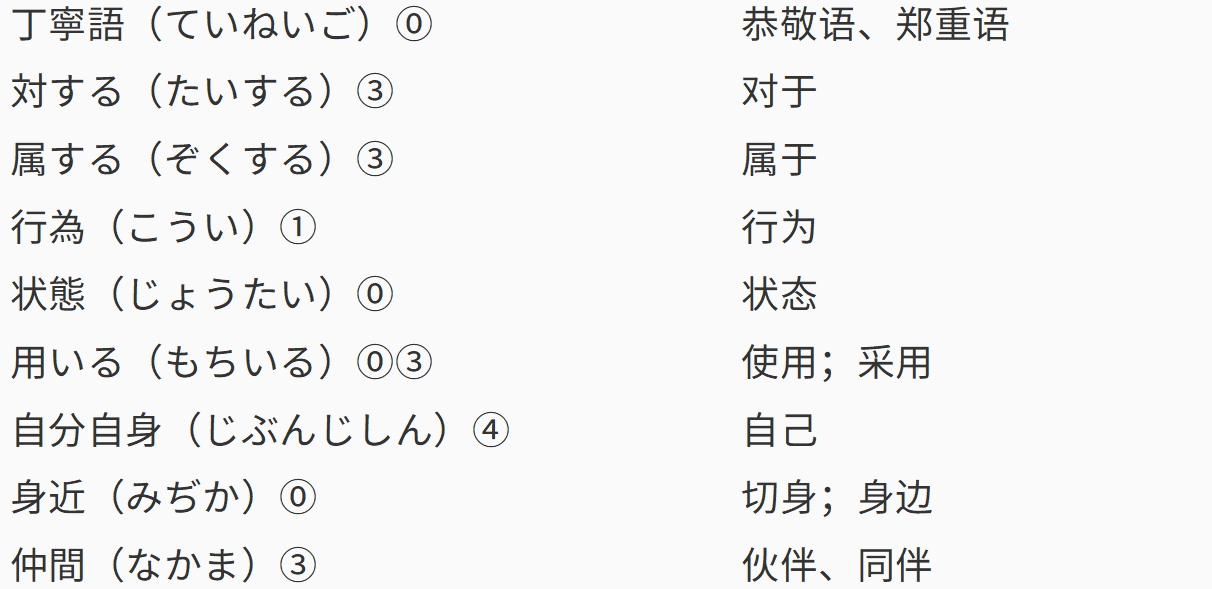 丁寧語（ていねいご）⓪ 恭敬语、郑重语
対する（たいする）③ 对于
属する（ぞくする）③ 属于
行為（こうい）① 行为
状態（じょうたい）⓪ 状态
用いる（もちいる）⓪③ 使用；采用
自分自身（じぶんじしん）④ 自己
身近（みぢか）⓪ 切身；身边
仲間（なかま）③ 伙伴、同伴